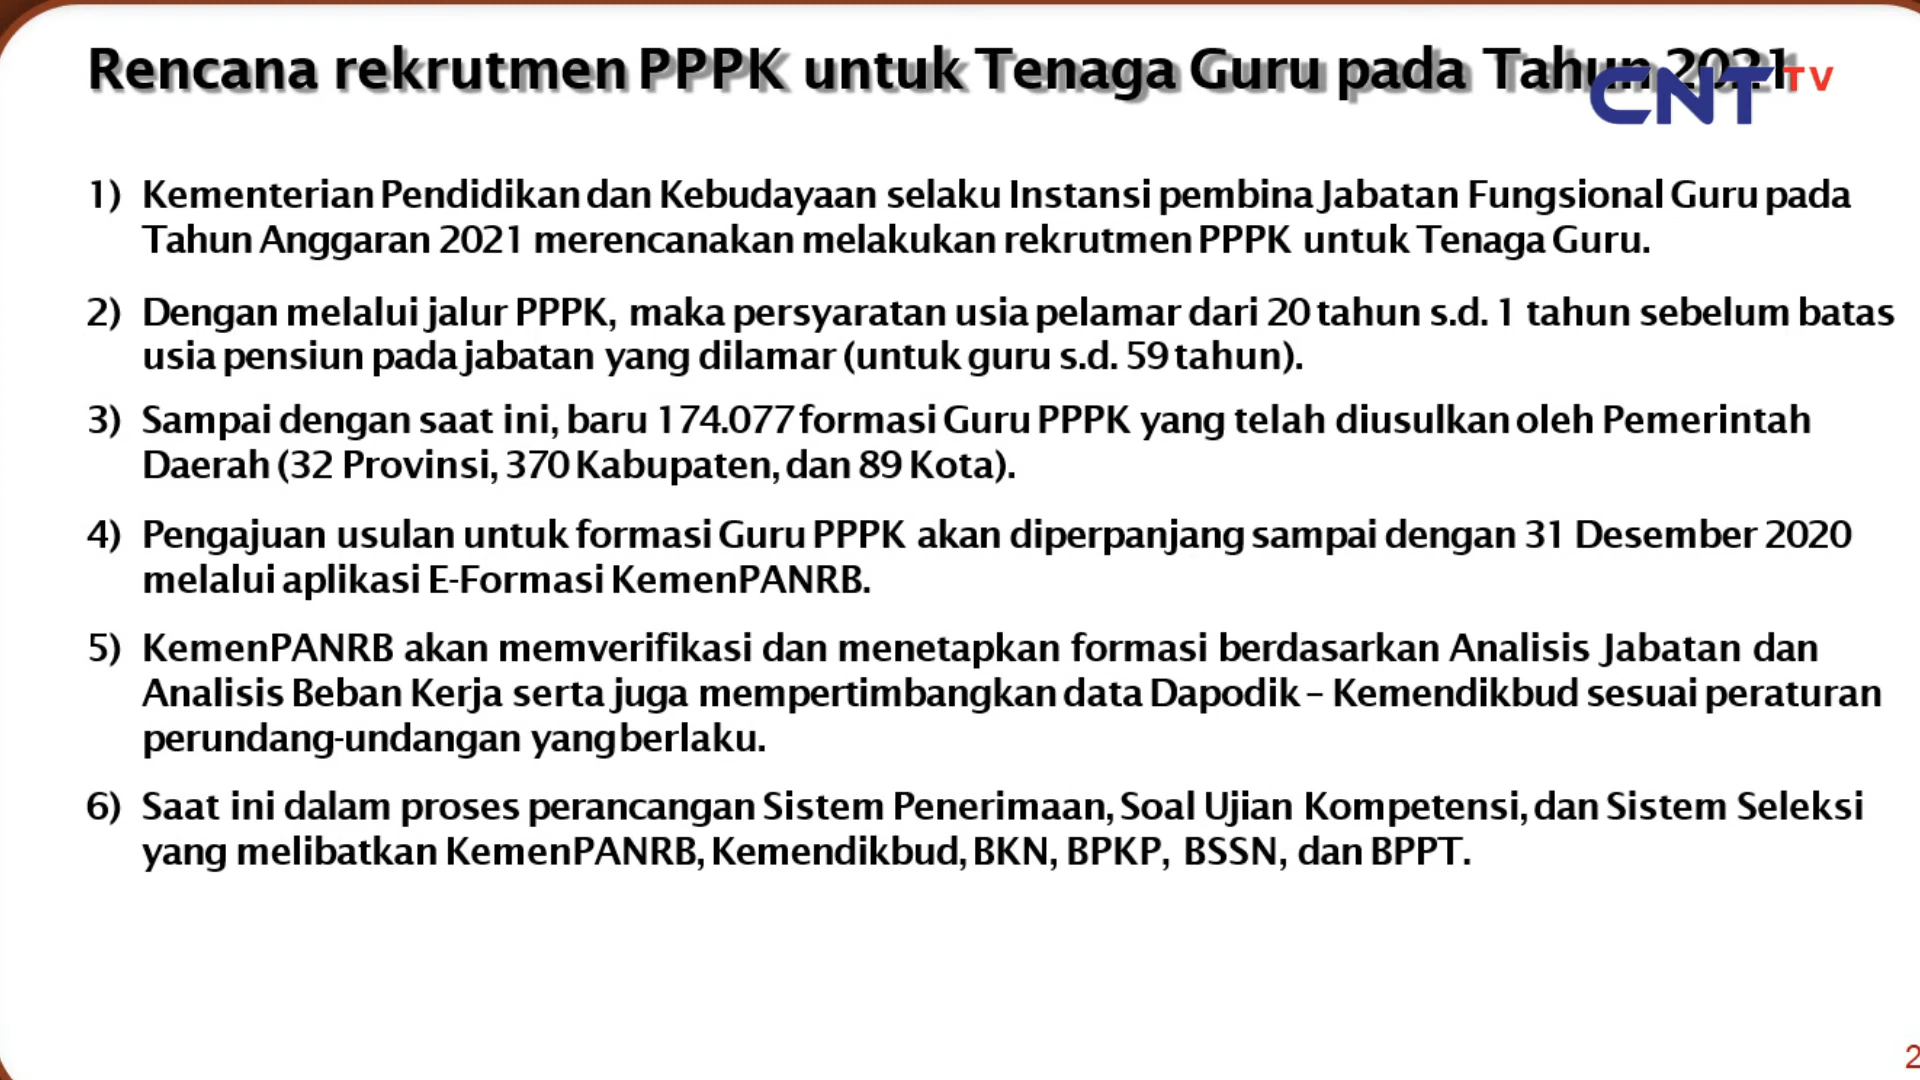 Rencana rekrutmen PPPK untuk Tenaga Guru pada Tahun 2021
CNT TV
1) Kementerian Pendidikan dan Kebudayaan selaku Instansi pembina Jabatan Fungsional Guru pada
Tahun Anggaran 2021 merencanakan melakukan rekrutmen PPPK untuk Tenaga Guru.
2) Dengan melalui jalur PPPK, maka persyaratan usia pelamar dari 20 tahun s.d. 1 tahun sebelum batas
usia pensiun pada jabatan yang dilamar (untuk guru s.d. 59 tahun).
3) Sampai dengan saat ini, baru 174.077 formasi Guru PPPK yang telah diusulkan oleh Pemerintah
Daerah (32 Provinsi, 370 Kabupaten, dan 89 Kota).
4) Pengajuan usulan untuk formasi Guru PPPK akan diperpanjang sampai dengan 31 Desember 2020
melalui aplikasi E-Formasi KemenPANRB.
5) KemenPANRB akan memverifikasi dan menetapkan formasi berdasarkan Analisis Jabatan dan
Analisis Beban Kerja serta juga mempertimbangkan data Dapodik – Kemendikbud sesuai peraturan
perundang-undangan yang berlaku.
6) Saat ini dalam proses perancangan Sistem Penerimaan, Soal Ujian Kompetensi, dan Sistem Seleksi
yang melibatkan KemenPANRB, Kemendikbud, BKN, BPKP, BSSN, dan BPPT.
2